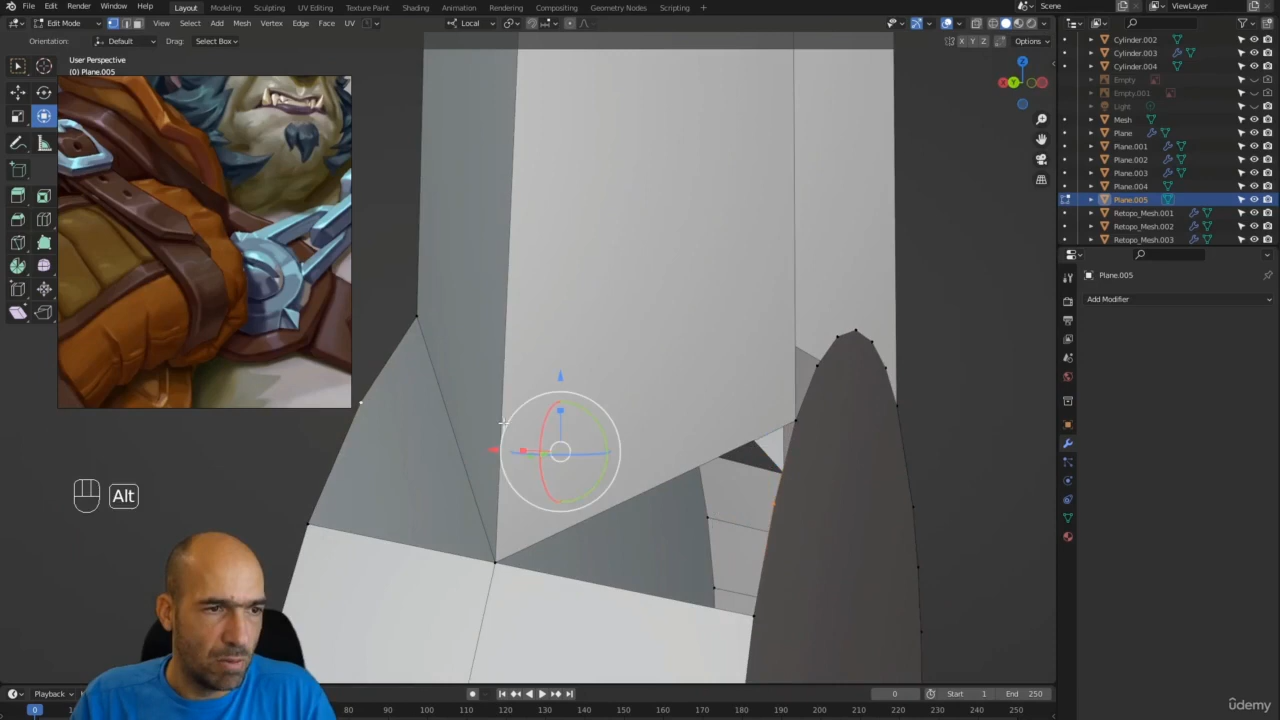 File Edit Render Window Help
Layout Modeling Sculpting UV Editing Texture Paint Shading Animation Rendering Compositing Geometry Nodes Scripting +
Scene
ViewLayer
Edit Mode
View Select Add Mesh Vertex Edge Face UV
Local
Orientation: Default
Drag: Select Box
X Y Z
Options
User Perspective
(0) Plane.005
Cylinder.002
Cylinder.003
Cylinder.004
Empty
Empty.001
Light
Mesh
Plane
Plane.001
Plane.002
Plane.003
Plane.004
Plane.005
Retopo_Mesh.001
Retopo_Mesh.002
Retopo_Mesh.003
Plane.005
Add Modifier
Alt
Playback
0
Start 1
End 250
0
80 90 100 110 120 130 140 150 160 170 180 190 200 210 220 230 240 250
udemy